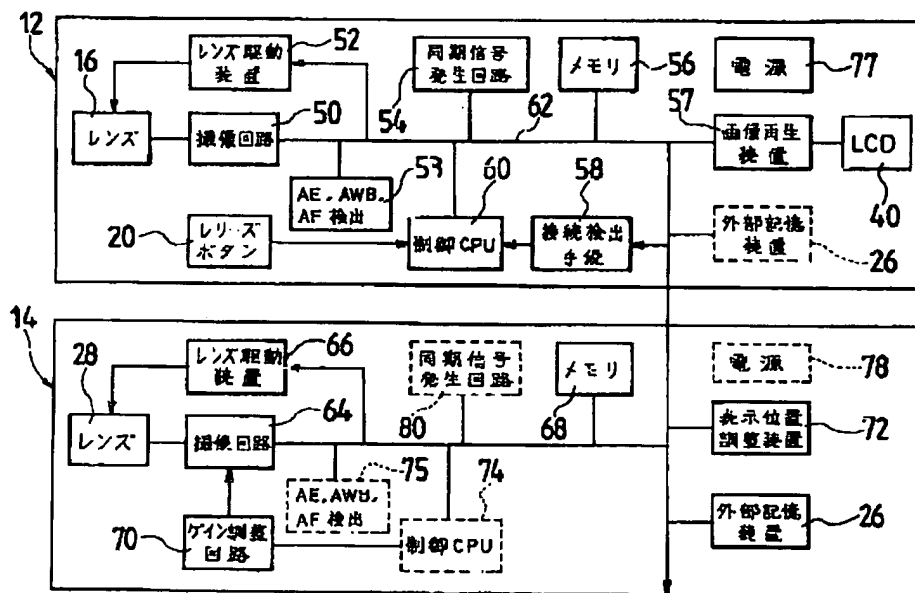 12
16
レンズ
レンズ駆動
装置
52
50
撮像回路
同期信号
発生回路
54
メモリ
56
電源
77
62
57
画像再生
装置
LCD
40
AE,AWB,
AF検出
53
60
制御CPU
58
接続検出
手段
20
レリーズ
ボタン
外部記憶
装置
26
14
28
レンズ
レンズ駆動
装置
66
64
撮像回路
同期信号
発生回路
80
メモリ
68
電源
78
表示位置
調整装置
72
AE,AWB,
AF検出
75
74
制御CPU
70
ゲイン調整
回路
外部記憶
装置
26